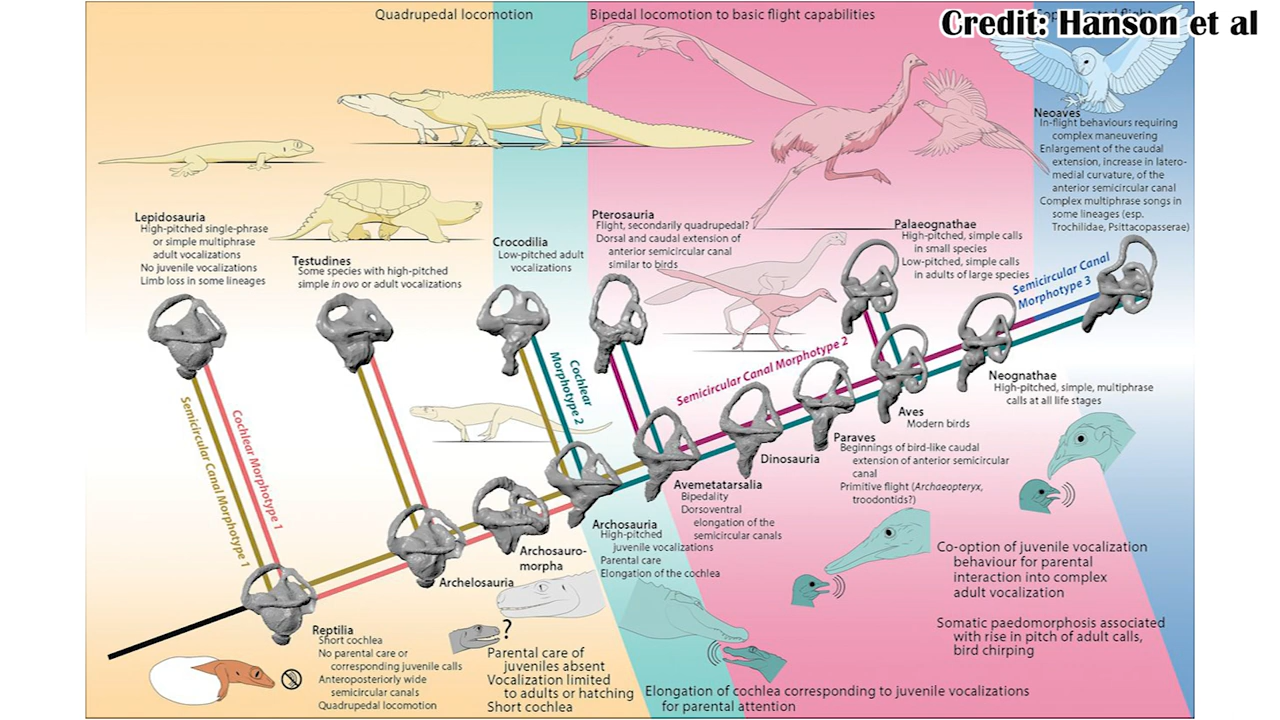 Quadrupedal locomotion
Bipedal locomotion to basic flight capabilities
Credit: Hanson et al
Neoaves
In-flight behaviours requiring
complex maneuvering
Enlargement of the caudal
extension, increase in latero-
medial curvature, of the
anterior semicircular canal
Complex multiphrase songs in
some lineages (esp.
Trochilidae, Psittacopasserae)
Lepidosauria
High-pitched single-phrase
or simple multiphrase
adult vocalizations
No juvenile vocalizations
Limb loss in some lineages
Testudines
Some species with high-pitched
simple in ovo or adult vocalizations
Crocodilia
Low-pitched adult
vocalizations
Pterosauria
Flight, secondarily quadrupedal?
Dorsal and caudal extension of
anterior semicircular canal
similar to birds
Palaeognathae
High-pitched, simple calls
in small species
Low-pitched, simple calls
in adults of large species
Semicircular Canal
Morphotype 3
Semicircular Canal Morphotype 2
Cochlear
Morphotype 2
Semicircular Canal Morphotype 1
Cochlear Morphotype 1
Neognathae
High-pitched, simple, multiphrase
calls at all life stages
Aves
Modern birds
Paraves
Beginnings of bird-like caudal
extension of anterior semicircular
canal
Primitive flight (Archaeopteryx,
troodontids?)
Dinosauria
Avemetatarsalia
Bipedality
Dorsoventral
elongation of the
semicircular canals
Archosauria
High-pitched
juvenile vocalizations
Parental care
Elongation of the cochlea
Archosauro-
morpha
Archelosauria
Reptilia
Short cochlea
No parental care or
corresponding juvenile calls
Anteroposteriorly wide
semicircular canals
Quadrupedal locomotion
?
Parental care of
juveniles absent
Vocalization limited
to adults or hatching
Short cochlea
Elongation of cochlea corresponding to juvenile vocalizations
for parental attention
Co-option of juvenile vocalization
behaviour for parental
interaction into complex
adult vocalization
Somatic paedomorphosis associated
with rise in pitch of adult calls,
bird chirping